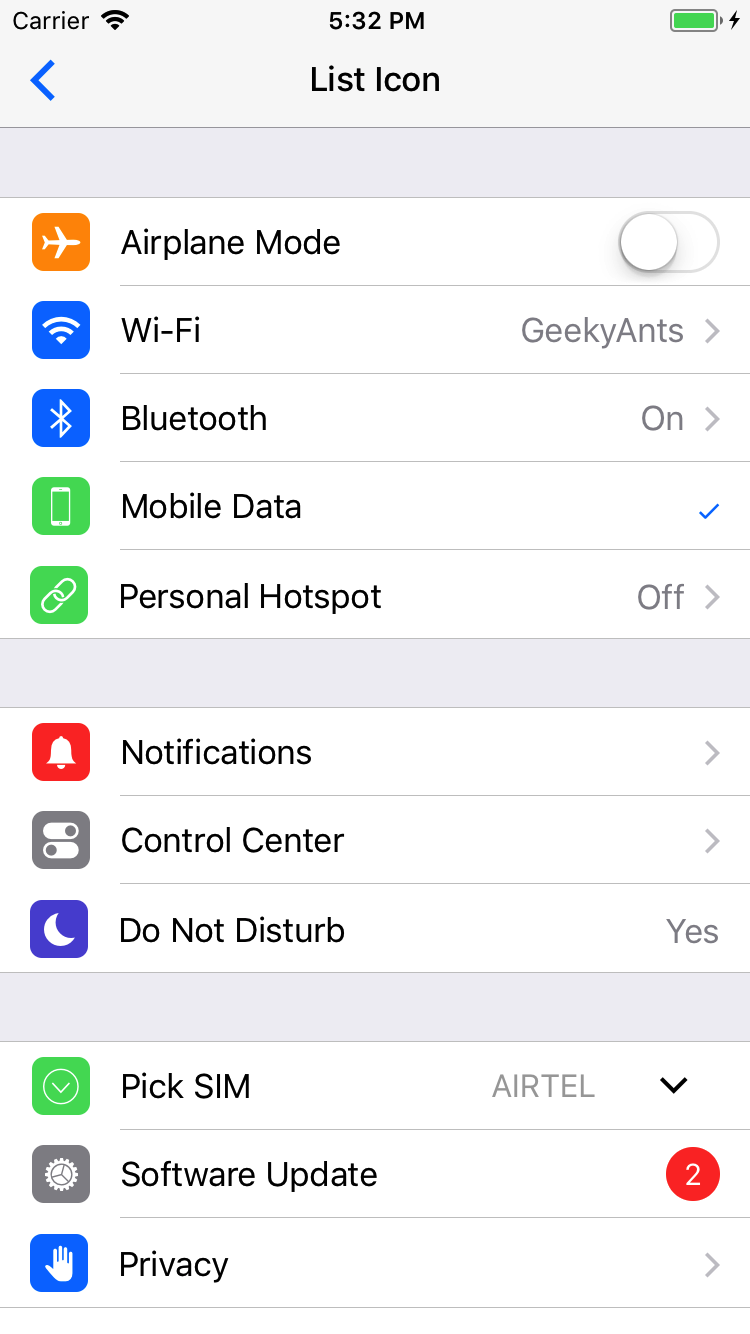 Carrier 5:32 PM
List Icon
Airplane Mode
Wi-Fi GeekyAnts
Bluetooth On
Mobile Data
Personal Hotspot Off
Notifications
Control Center
Do Not Disturb Yes
Pick SIM AIRTEL
Software Update 2
Privacy